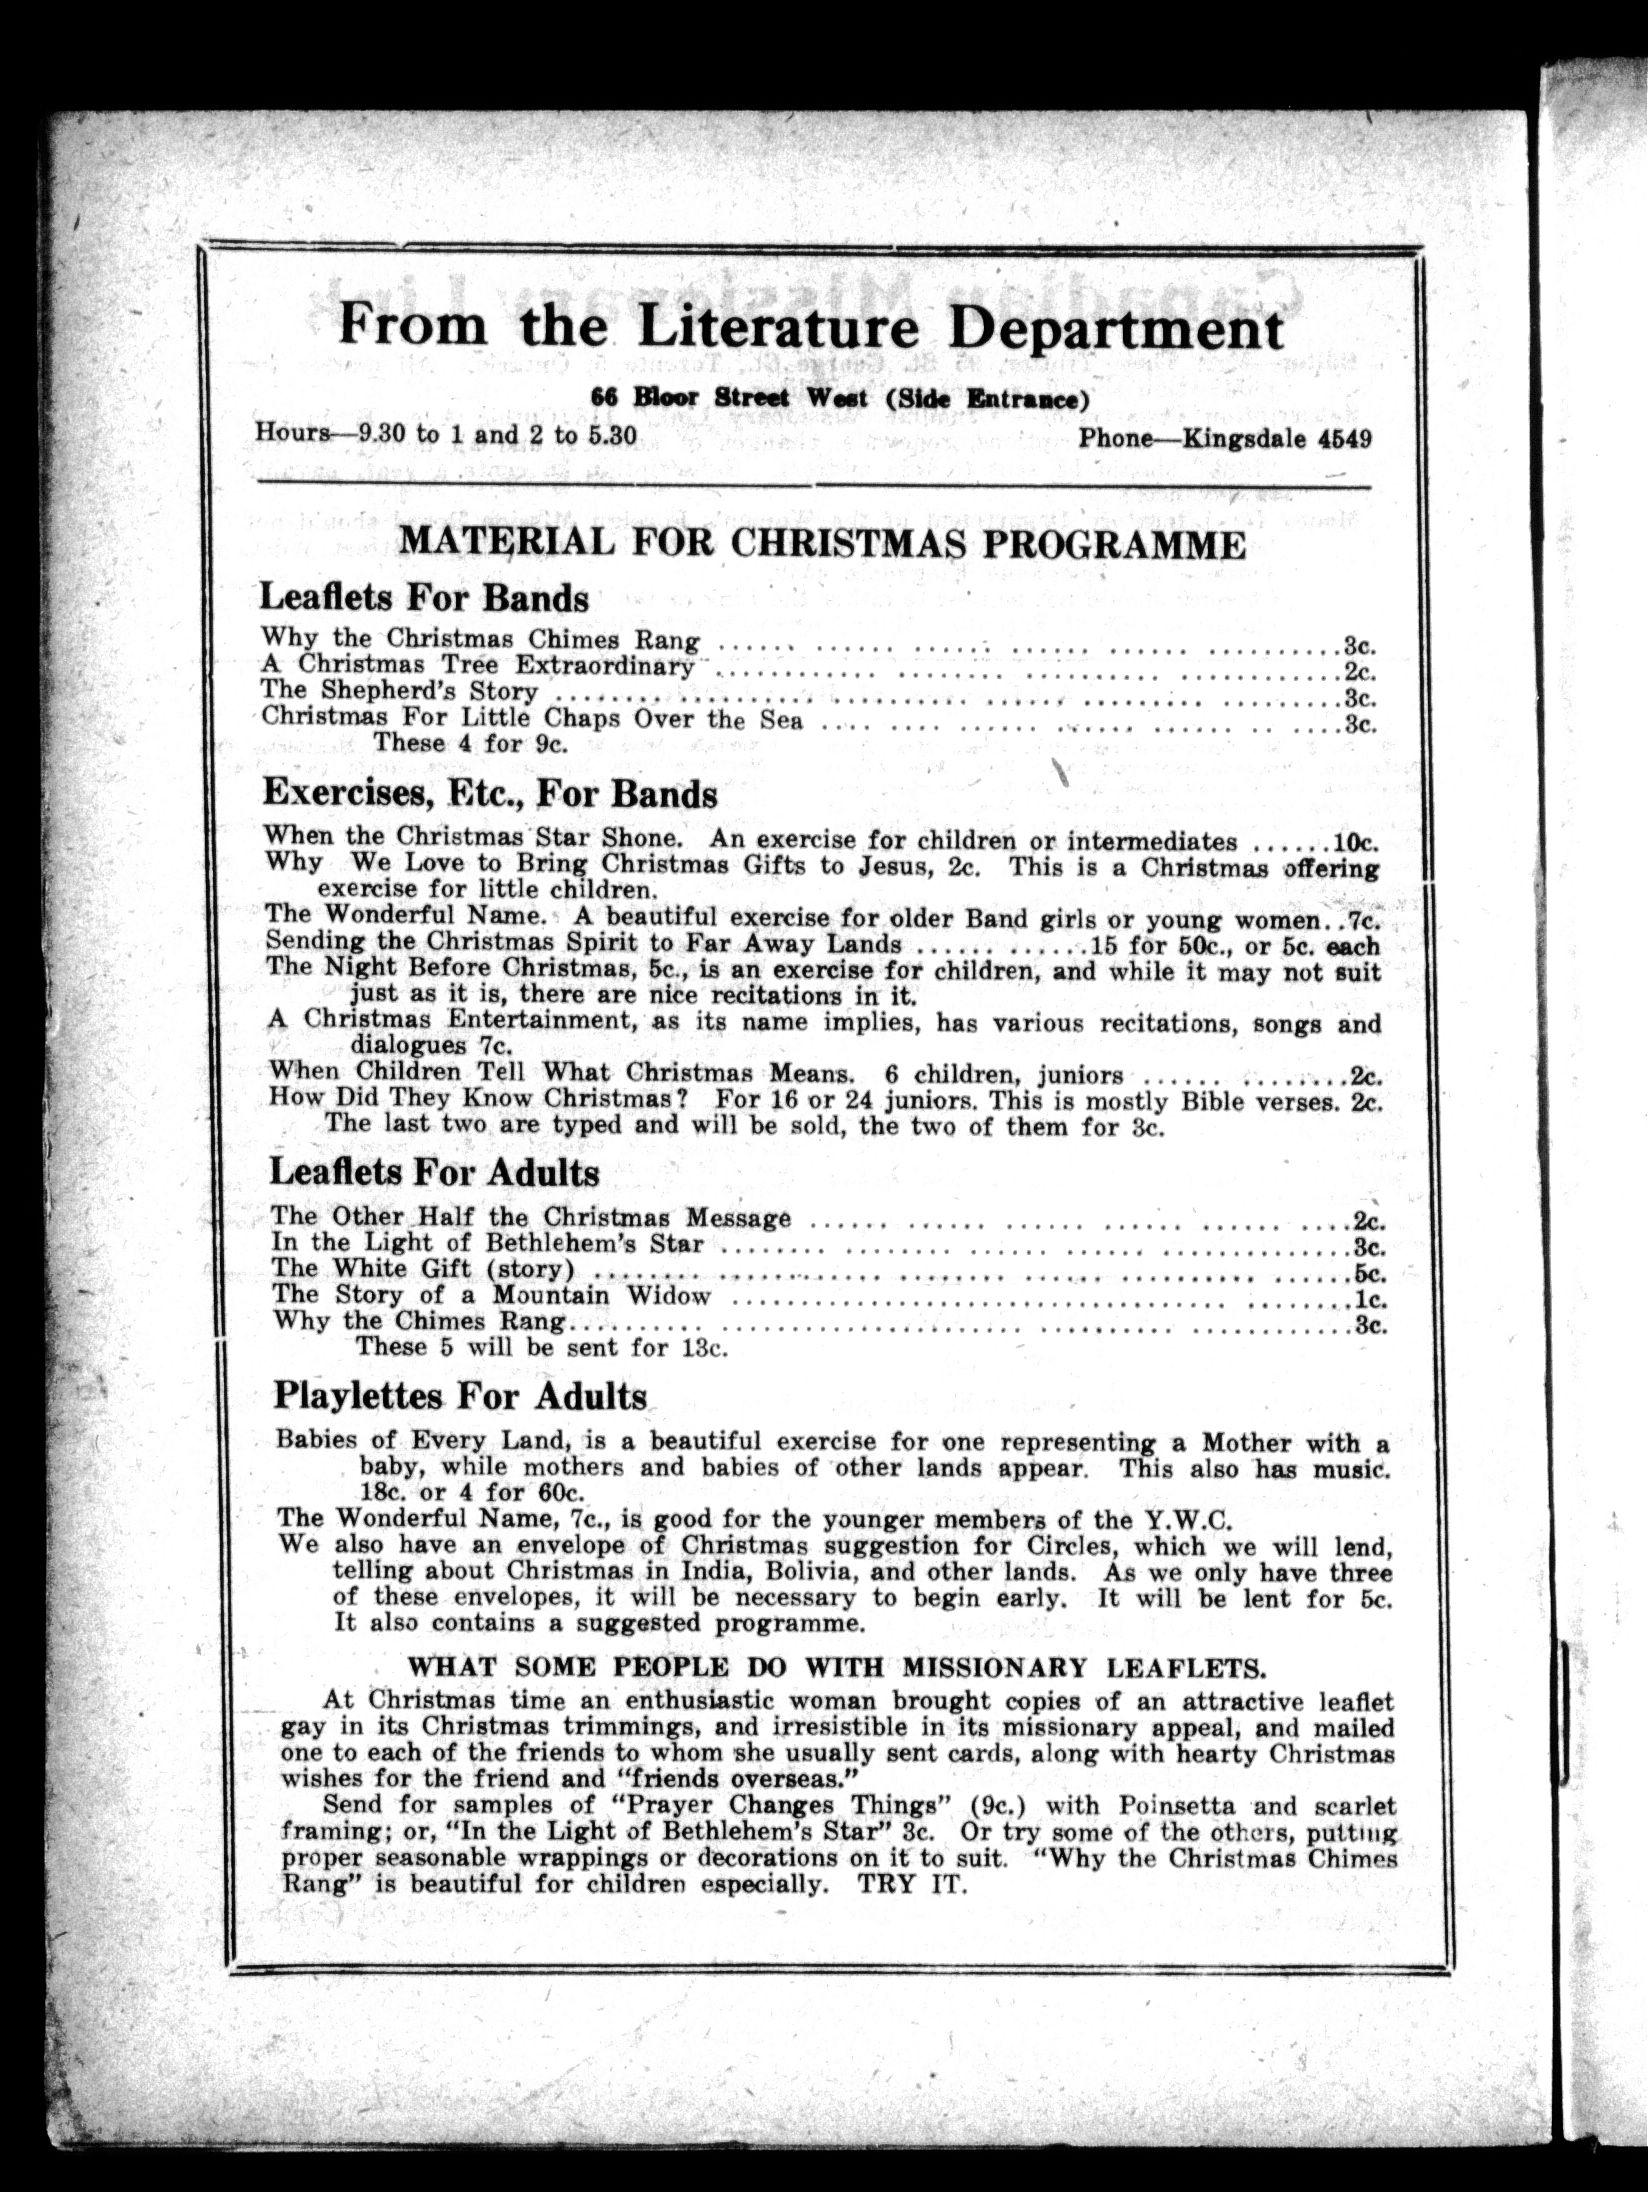 From the Literature Department
66 Bloor Street West (Side Entrance)
Hours—9.30 to 1 and 2 to 5.30 Phone—Kingsdale 4549
MATERIAL FOR CHRISTMAS PROGRAMME
Leaflets For Bands
Why the Christmas Chimes Rang ...... ...... ...... ...... ...... ..........3c.
A Christmas Tree Extraordinary ............ ........ .......... ............2c.
The Shepherd's Story ........ .......... .......... ...... ......... ..........3c.
Christmas For Little Chaps Over the Sea .... .... ...... ...... ...... .. ....3c.
These 4 for 9c.
Exercises, Etc., For Bands
When the Christmas Star Shone. An exercise for children or intermediates ......10c.
Why We Love to Bring Christmas Gifts to Jesus, 2c. This is a Christmas offering
exercise for little children.
The Wonderful Name. A beautiful exercise for older Band girls or young women..7c.
Sending the Christmas Spirit to Far Away Lands ...... ......15 for 50c., or 5c. each
The Night Before Christmas, 5c., is an exercise for children, and while it may not suit
just as it is, there are nice recitations in it.
A Christmas Entertainment, as its name implies, has various recitations, songs and
dialogues 7c.
When Children Tell What Christmas Means. 6 children, juniors ...... ........2c.
How Did They Know Christmas? For 16 or 24 juniors. This is mostly Bible verses. 2c.
The last two are typed and will be sold, the two of them for 3c.
Leaflets For Adults
The Other Half the Christmas Message ...... ...... ...... ...... ...... ....2c.
In the Light of Bethlehem's Star ........ ........ ...... ...... ..............3c.
The White Gift (story) ........ ............ ........ ...... .......... ......5c.
The Story of a Mountain Widow .................................... ........1c.
Why the Chimes Rang.......... ...................... .......... ............3c.
These 5 will be sent for 13c.
Playlettes For Adults
Babies of Every Land, is a beautiful exercise for one representing a Mother with a
baby, while mothers and babies of other lands appear. This also has music.
18c. or 4 for 60c.
The Wonderful Name, 7c., is good for the younger members of the Y.W.C.
We also have an envelope of Christmas suggestion for Circles, which we will lend,
telling about Christmas in India, Bolivia, and other lands. As we only have three
of these envelopes, it will be necessary to begin early. It will be lent for 5c.
It also contains a suggested programme.
WHAT SOME PEOPLE DO WITH MISSIONARY LEAFLETS.
At Christmas time an enthusiastic woman brought copies of an attractive leaflet
gay in its Christmas trimmings, and irresistible in its missionary appeal, and mailed
one to each of the friends to whom she usually sent cards, along with hearty Christmas
wishes for the friend and "friends overseas."
Send for samples of "Prayer Changes Things" (9c.) with Poinsetta and scarlet
framing; or, "In the Light of Bethlehem's Star" 3c. Or try some of the others, putting
proper seasonable wrappings or decorations on it to suit. "Why the Christmas Chimes
Rang" is beautiful for children especially. TRY IT.